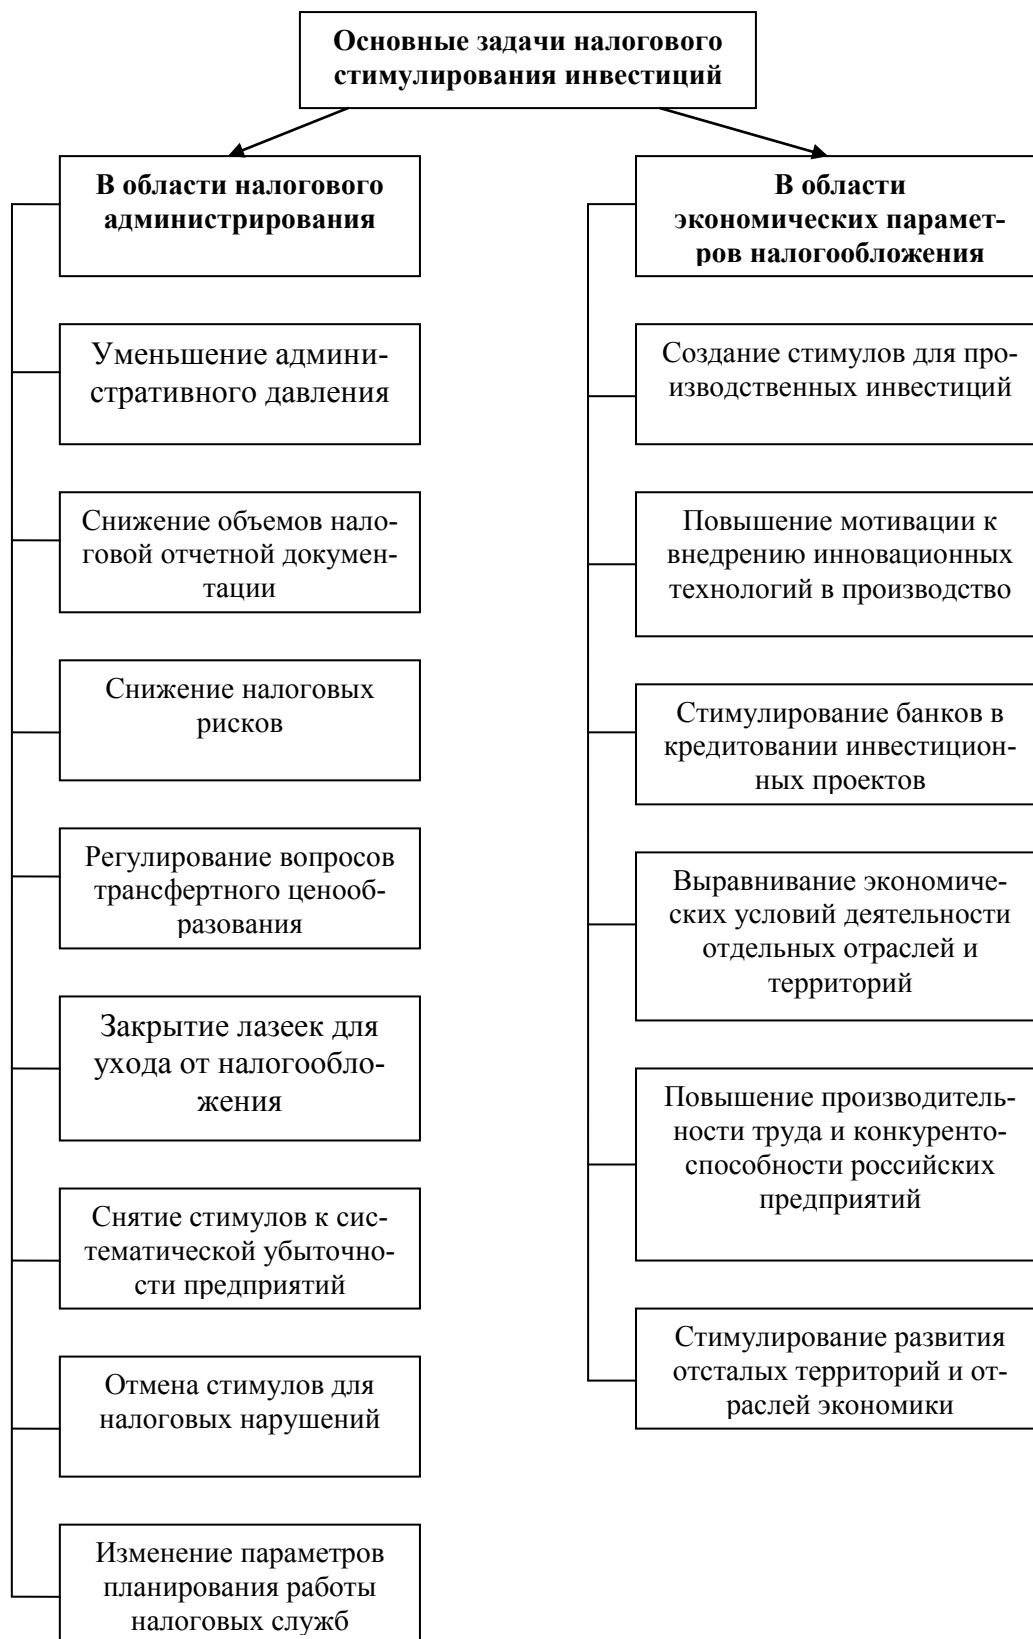 Основные задачи налогового
стимулирования инвестиций
В области налогового
администрирования
Уменьшение админи-
стративного давления
Снижение объемов нало-
говой отчетной докумен-
тации
Снижение налоговых
рисков
Регулирование вопросов
трансфертного ценооб-
разования
Закрытие лазеек для
ухода от налогообло-
жения
Снятие стимулов к сис-
тематической убыточно-
сти предприятий
Отмена стимулов для
налоговых нарушений
Изменение параметров
планирования работы
налоговых служб
В области
экономических парамет-
ров налогообложения
Создание стимулов для про-
изводственных инвестиций
Повышение мотивации к
внедрению инновационных
технологий в производство
Стимулирование банков в
кредитовании инвестицион-
ных проектов
Выравнивание экономиче-
ских условий деятельности
отдельных отраслей и
территорий
Повышение производитель-
ности труда и конкуренто-
способности российских
предприятий
Стимулирование развития
отсталых территорий и от-
раслей экономики